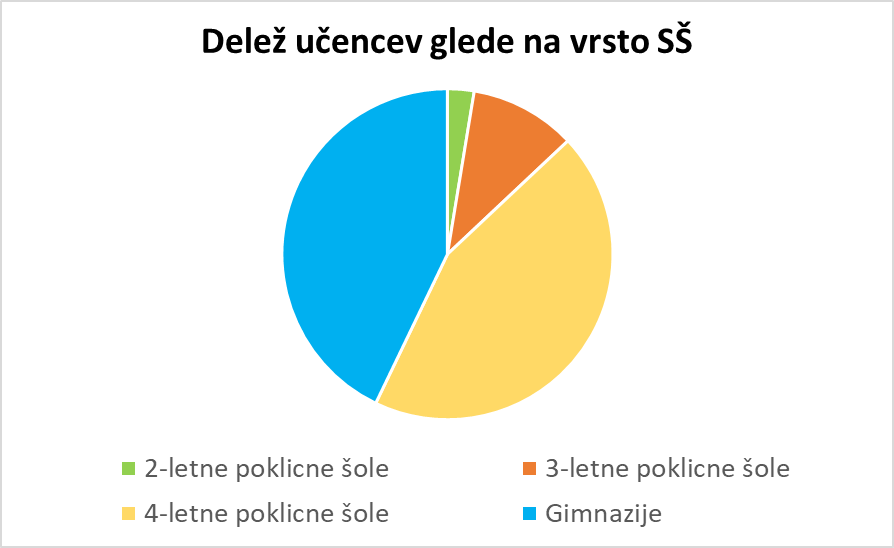 Delež učencev glede na vrsto SŠ
2-letne poklicne šole
3-letne poklicne šole
4-letne poklicne šole
Gimnazije